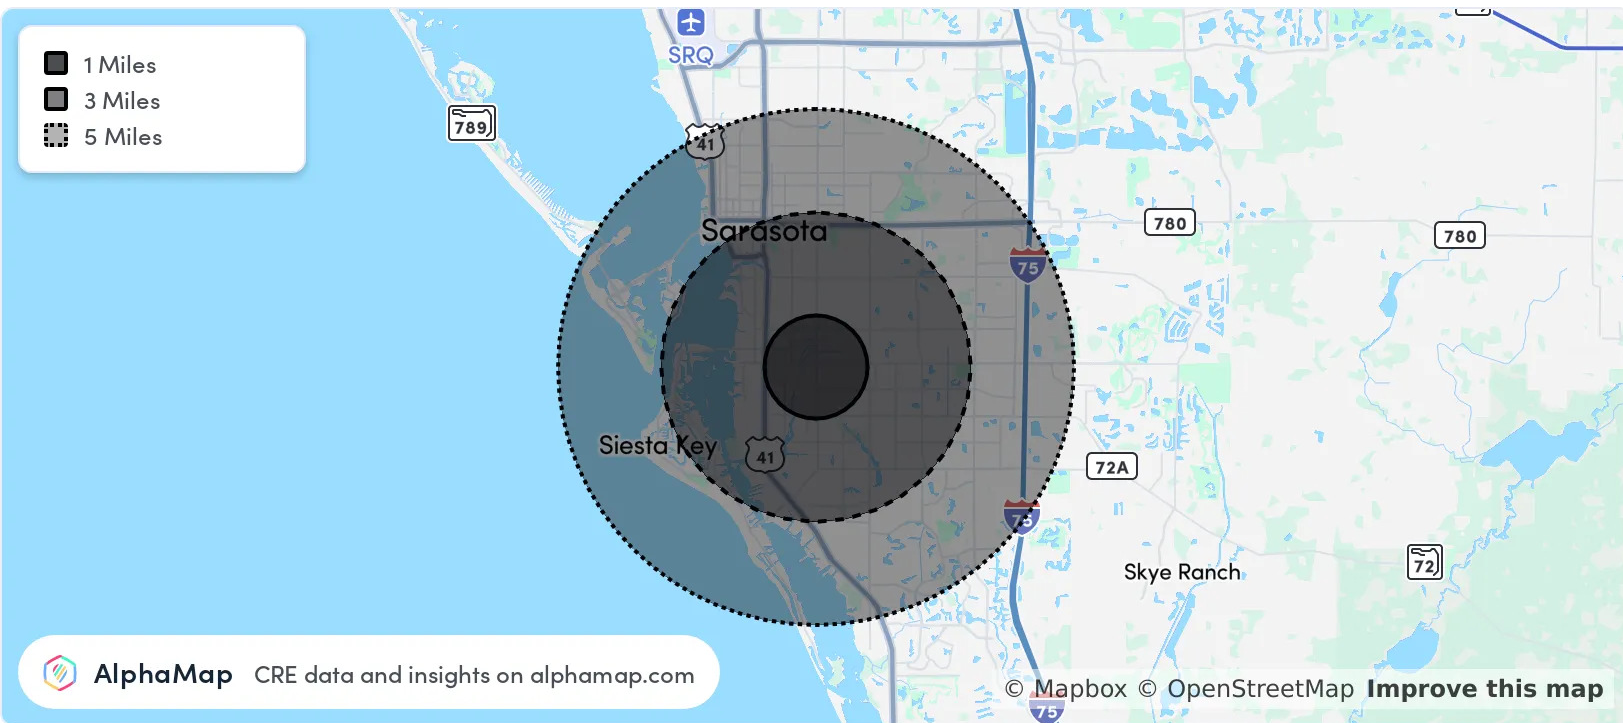 1 Miles
3 Miles
5 Miles
SRQ
789
41
Sarasota
780
780
75
Siesta Key
41
72A
75
Skye Ranch
72
AlphaMap CRE data and insights on alphamap.com
© Mapbox © OpenStreetMap Improve this map
75